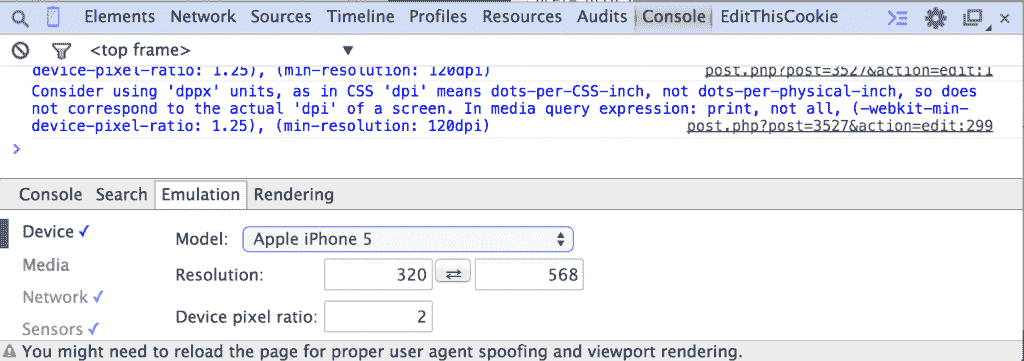 Elements Network Sources Timeline Profiles Resources Audits Console EditThisCookie
<top frame>
device-pixel-ratio: 1.25), (min-resolution: 120dpi) post.php?post=3527&action=edit:1
Consider using 'dppx' units, as in CSS 'dpi' means dots-per-CSS-inch, not dots-per-physical-inch, so does
not correspond to the actual 'dpi' of a screen. In media query expression: print, not all, (-webkit-min-
device-pixel-ratio: 1.25), (min-resolution: 120dpi) post.php?post=3527&action=edit:299
Console Search Emulation Rendering
Device ✓
Model: Apple iPhone 5
Media
Resolution: 320 568
Network ✓
Device pixel ratio: 2
Sensors ✓
You might need to reload the page for proper user agent spoofing and viewport rendering.